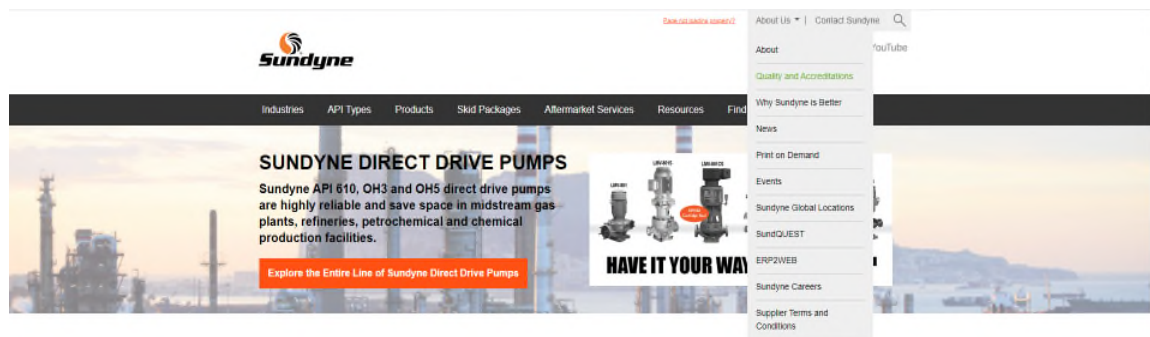 Page not loading properly?
About Us | Contact Sundyne
Sundyne
YouTube
About
Quality and Accreditations
Why Sundyne is Better
News
Print on Demand
Events
Sundyne Global Locations
SundQUEST
ERP2WEB
Sundyne Careers
Supplier Terms and
Conditions
Industries API Types Products Skid Packages Aftermarket Services Resources Find
SUNDYNE DIRECT DRIVE PUMPS
Sundyne API 610, OH3 and OH5 direct drive pumps
are highly reliable and save space in midstream gas
plants, refineries, petrochemical and chemical
production facilities.
Explore the Entire Line of Sundyne Direct Drive Pumps
HAVE IT YOUR WAY